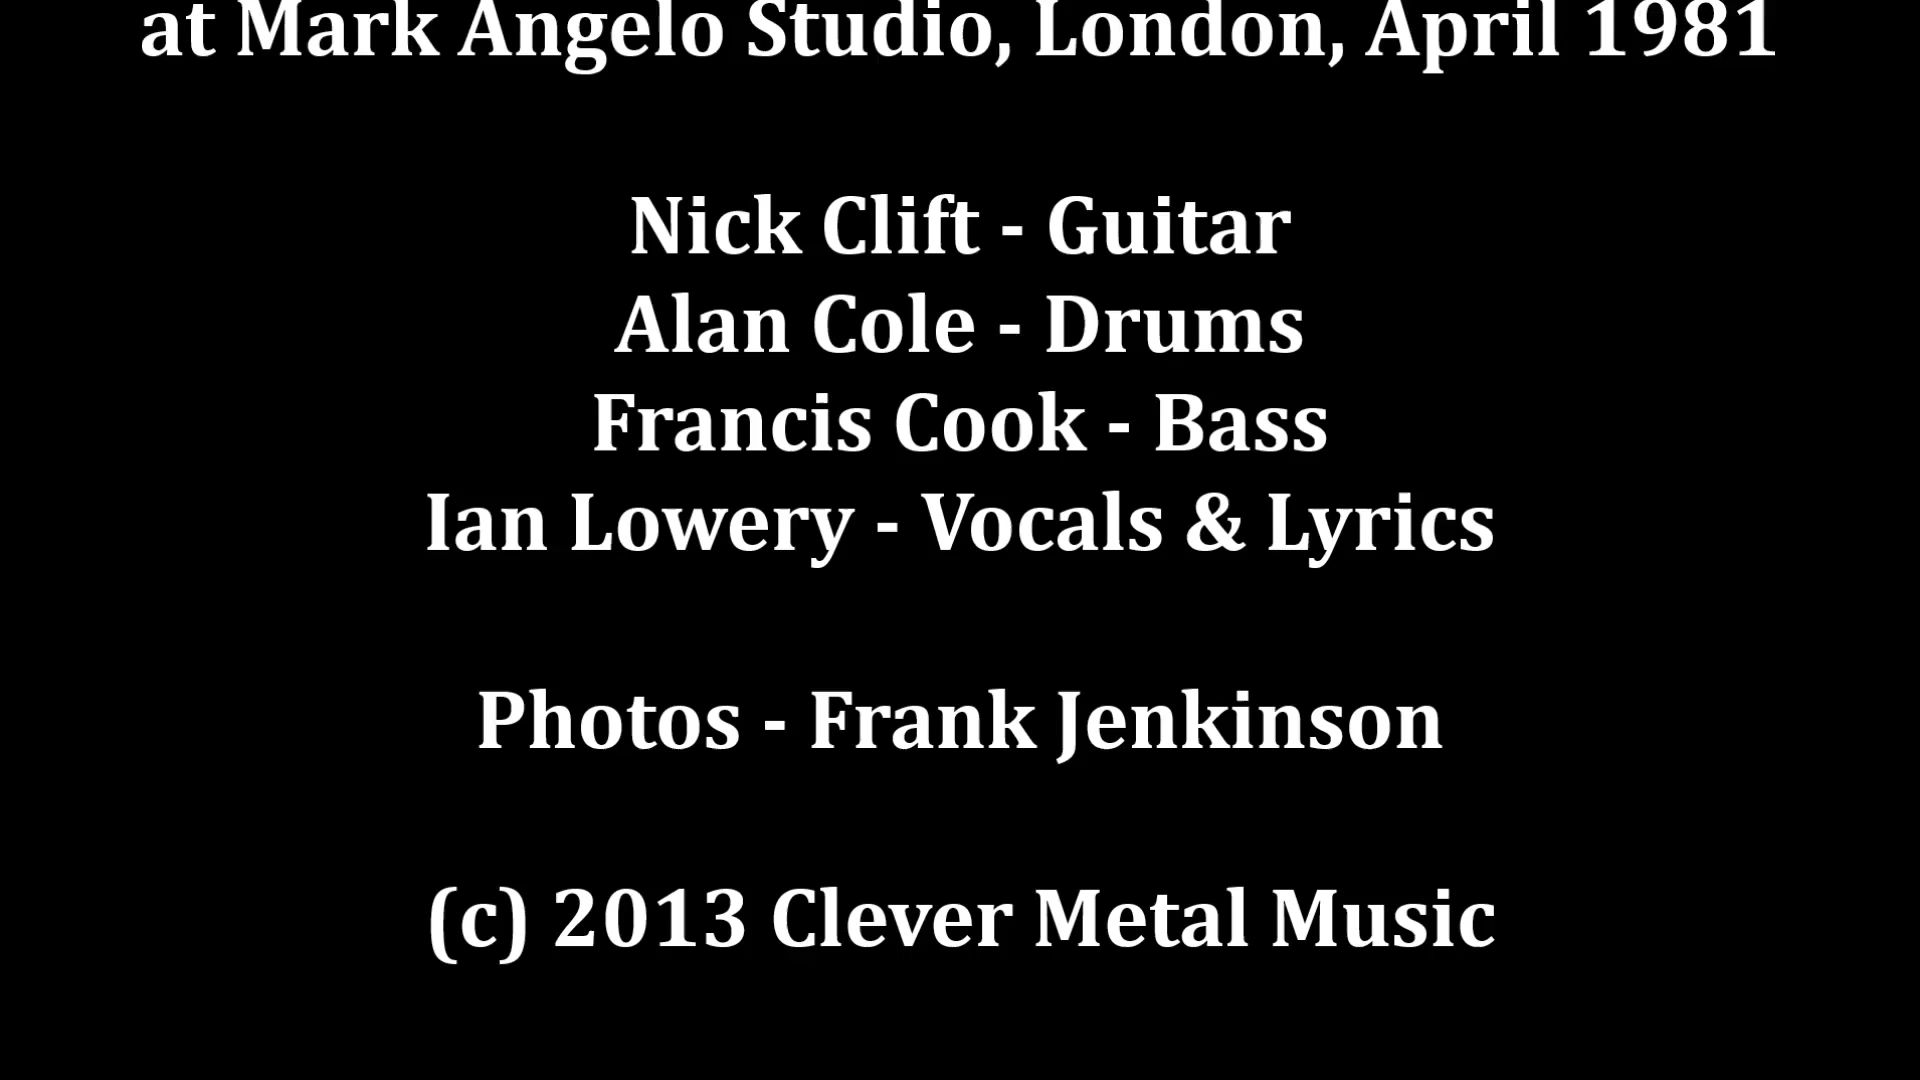 at Mark Angelo Studio, London, April 1981
Nick Clift - Guitar
Alan Cole - Drums
Francis Cook - Bass
Ian Lowery - Vocals & Lyrics
Photos - Frank Jenkinson
(c) 2013 Clever Metal Music